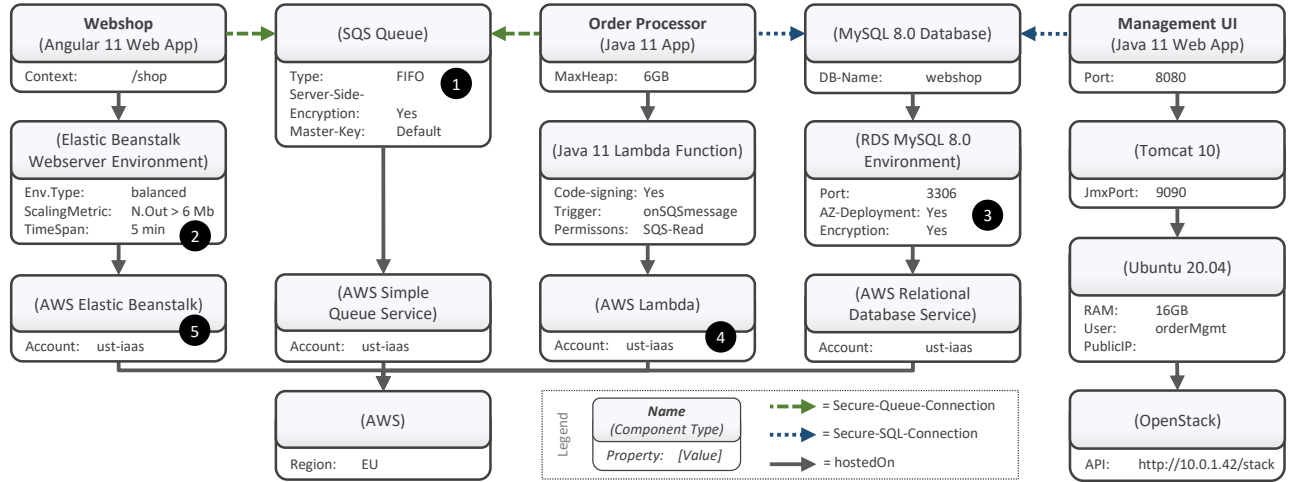 Webshop
(Angular 11 Web App)
Context: /shop
(SQS Queue)
Type: FIFO
Server-Side-
Encryption: Yes
Master-Key: Default
1
Order Processor
(Java 11 App)
MaxHeap: 6GB
(MySQL 8.0 Database)
DB-Name: webshop
Management UI
(Java 11 Web App)
Port: 8080
(Elastic Beanstalk
Webserver Environment)
Env.Type: balanced
ScalingMetric: N.Out > 6 Mb
TimeSpan: 5 min
2
(Java 11 Lambda Function)
Code-signing: Yes
Trigger: onSQSmessage
Permissons: SQS-Read
(RDS MySQL 8.0
Environment)
Port: 3306
AZ-Deployment: Yes
Encryption: Yes
3
(Tomcat 10)
JmxPort: 9090
(AWS Elastic Beanstalk)
5
Account: ust-iaas
(AWS Simple
Queue Service)
Account: ust-iaas
(AWS Lambda)
4
Account: ust-iaas
(AWS Relational
Database Service)
Account: ust-iaas
(Ubuntu 20.04)
RAM: 16GB
User: orderMgmt
PublicIP:
(AWS)
Region: EU
Legend
Name
(Component Type)
Property: [Value]
= Secure-Queue-Connection
= Secure-SQL-Connection
= hostedOn
(OpenStack)
API: http://10.0.1.42/stack